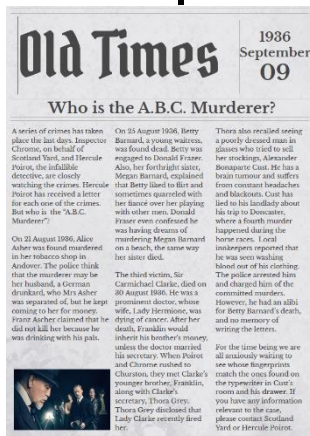 Old Times
1936
September
09
Who is the A.B.C. Murderer?
A series of crimes has taken
place the last days. Inspector
Chrome, on behalf of
Scotland Yard, and Hercule
Poirot, the infallible
detective, are closely
watching the crimes. Hercule
Poirot has received a letter
for each one of the crimes.
But who is the "A.B.C.
Murderer"?
On 21 August 1936, Alice
Asher was found murdered
in her tobacco shop in
Andover. The police think
that the murderer may be
her husband, a German
drunkard, who Mrs Asher
was separated of, but he kept
coming to her for money.
Franz Ascher claimed that he
did not kill her because he
was drinking with his pals.
On 25 August 1936, Betty
Barnard, a young waitress,
was found dead. Betty was
engaged to Donald Frazer.
Also, her forthright sister,
Megan Barnard, explained
that Betty liked to flirt and
sometimes quarreled with
her fiancé over her playing
with other men. Donald
Fraser even confessed he
was having dreams of
murdering Megan Barnard
on a beach, the same way
her sister died.
The third victim, Sir
Carmichael Clarke, died on
30 August 1936. He was a
prominent doctor, whose
wife, Lady Hermione, was
dying of cancer. After her
death, Franklin would
inherit his brother's money,
unless the doctor married
his secretary. When Poirot
and Chrome rushed to
Churston, they met Clarke's
younger brother, Franklin,
along with Clarke's
secretary, Thora Grey.
Thora Grey disclosed that
Lady Clarke recently fired
her.
Thora also recalled seeing
a poorly dressed man in
glasses who tried to sell
her stockings, Alexander
Bonaparte Cust. He has a
brain tumour and suffers
from constant headaches
and blackouts. Cust has
lied to his landlady about
his trip to Doncaster,
where a fourth murder
happened during the
horse races. Local
innkeepers reported that
he was seen washing
blood out of his clothing.
The police arrested him
and charged him of the
committed murders.
However, he had an alibi
for Betty Barnard's death,
and no memory of
writing the letters.
For the time being we are
all anxiously waiting to
see whose fingerprints
match the ones found on
the typewriter in Cust's
room and his drawer. If
you have any information
relevant to the case,
please contact Scotland
Yard or Hercule Poirot.